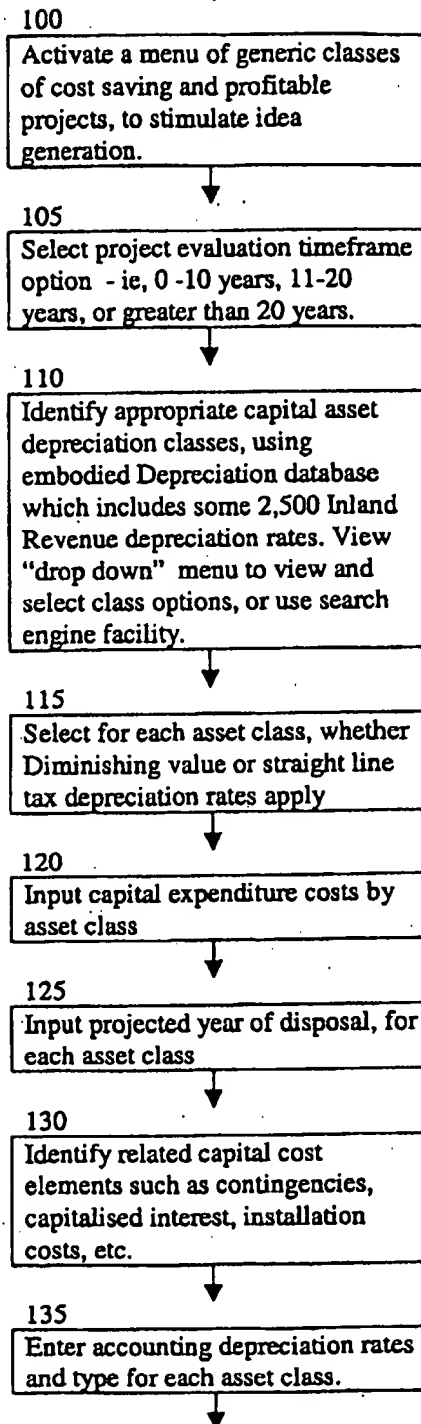 100
Activate a menu of generic classes
of cost saving and profitable
projects, to stimulate idea
generation.
105
Select project evaluation timeframe
option - ie, 0 -10 years, 11-20
years, or greater than 20 years.
110
Identify appropriate capital asset
depreciation classes, using
embodied Depreciation database
which includes some 2,500 Inland
Revenue depreciation rates. View
“drop down” menu to view and
select class options, or use search
engine facility.
115
Select for each asset class, whether
Diminishing value or straight line
tax depreciation rates apply
120
Input capital expenditure costs by
asset class
125
Input projected year of disposal, for
each asset class
130
Identify related capital cost
elements such as contingencies,
capitalised interest, installation
costs, etc.
135
Enter accounting depreciation rates
and type for each asset class.